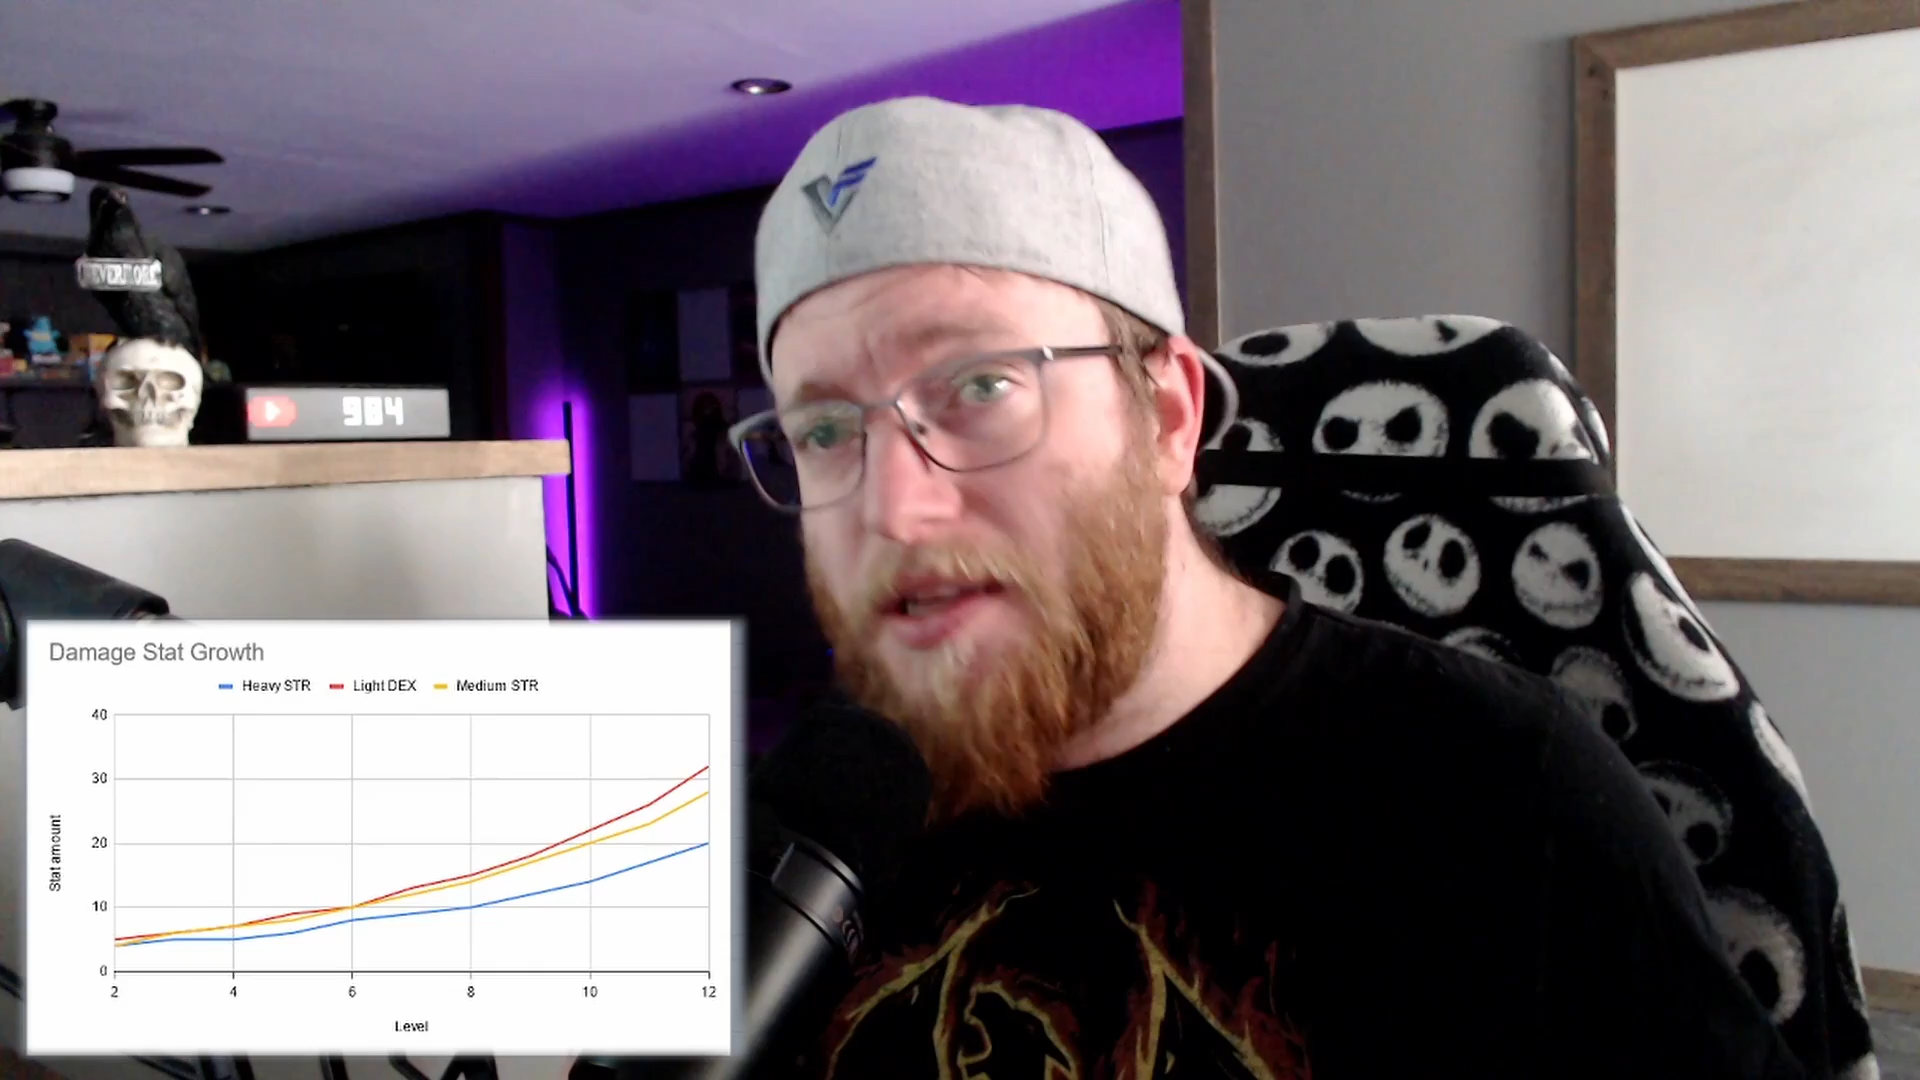 NEVERMORE
984
Damage Stat Growth
Heavy STR Light DEX Medium STR
40
30
20
10
0
Stat amount
2 4 6 8 10 12
Level